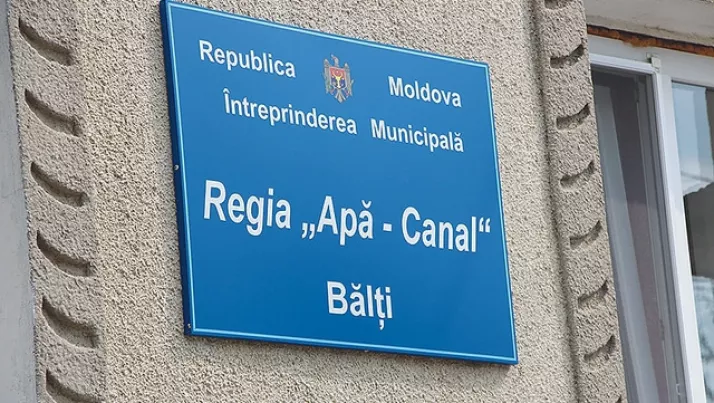 Republica Moldova
Întreprinderea Municipală
Regia „Apă - Canal“
Bălți